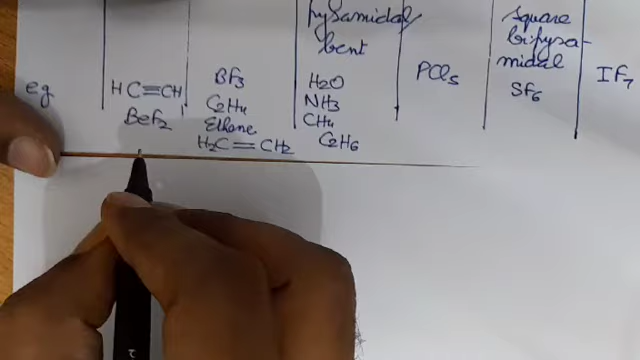 pyramidal/
bent
square
bipyra-
midal
eg
HC≡CH
BeF2
BF3
C2H4
Ethene
H2C=CH2
H2O
NH3
CH4
C2H6
PCl5
SF6
IF7